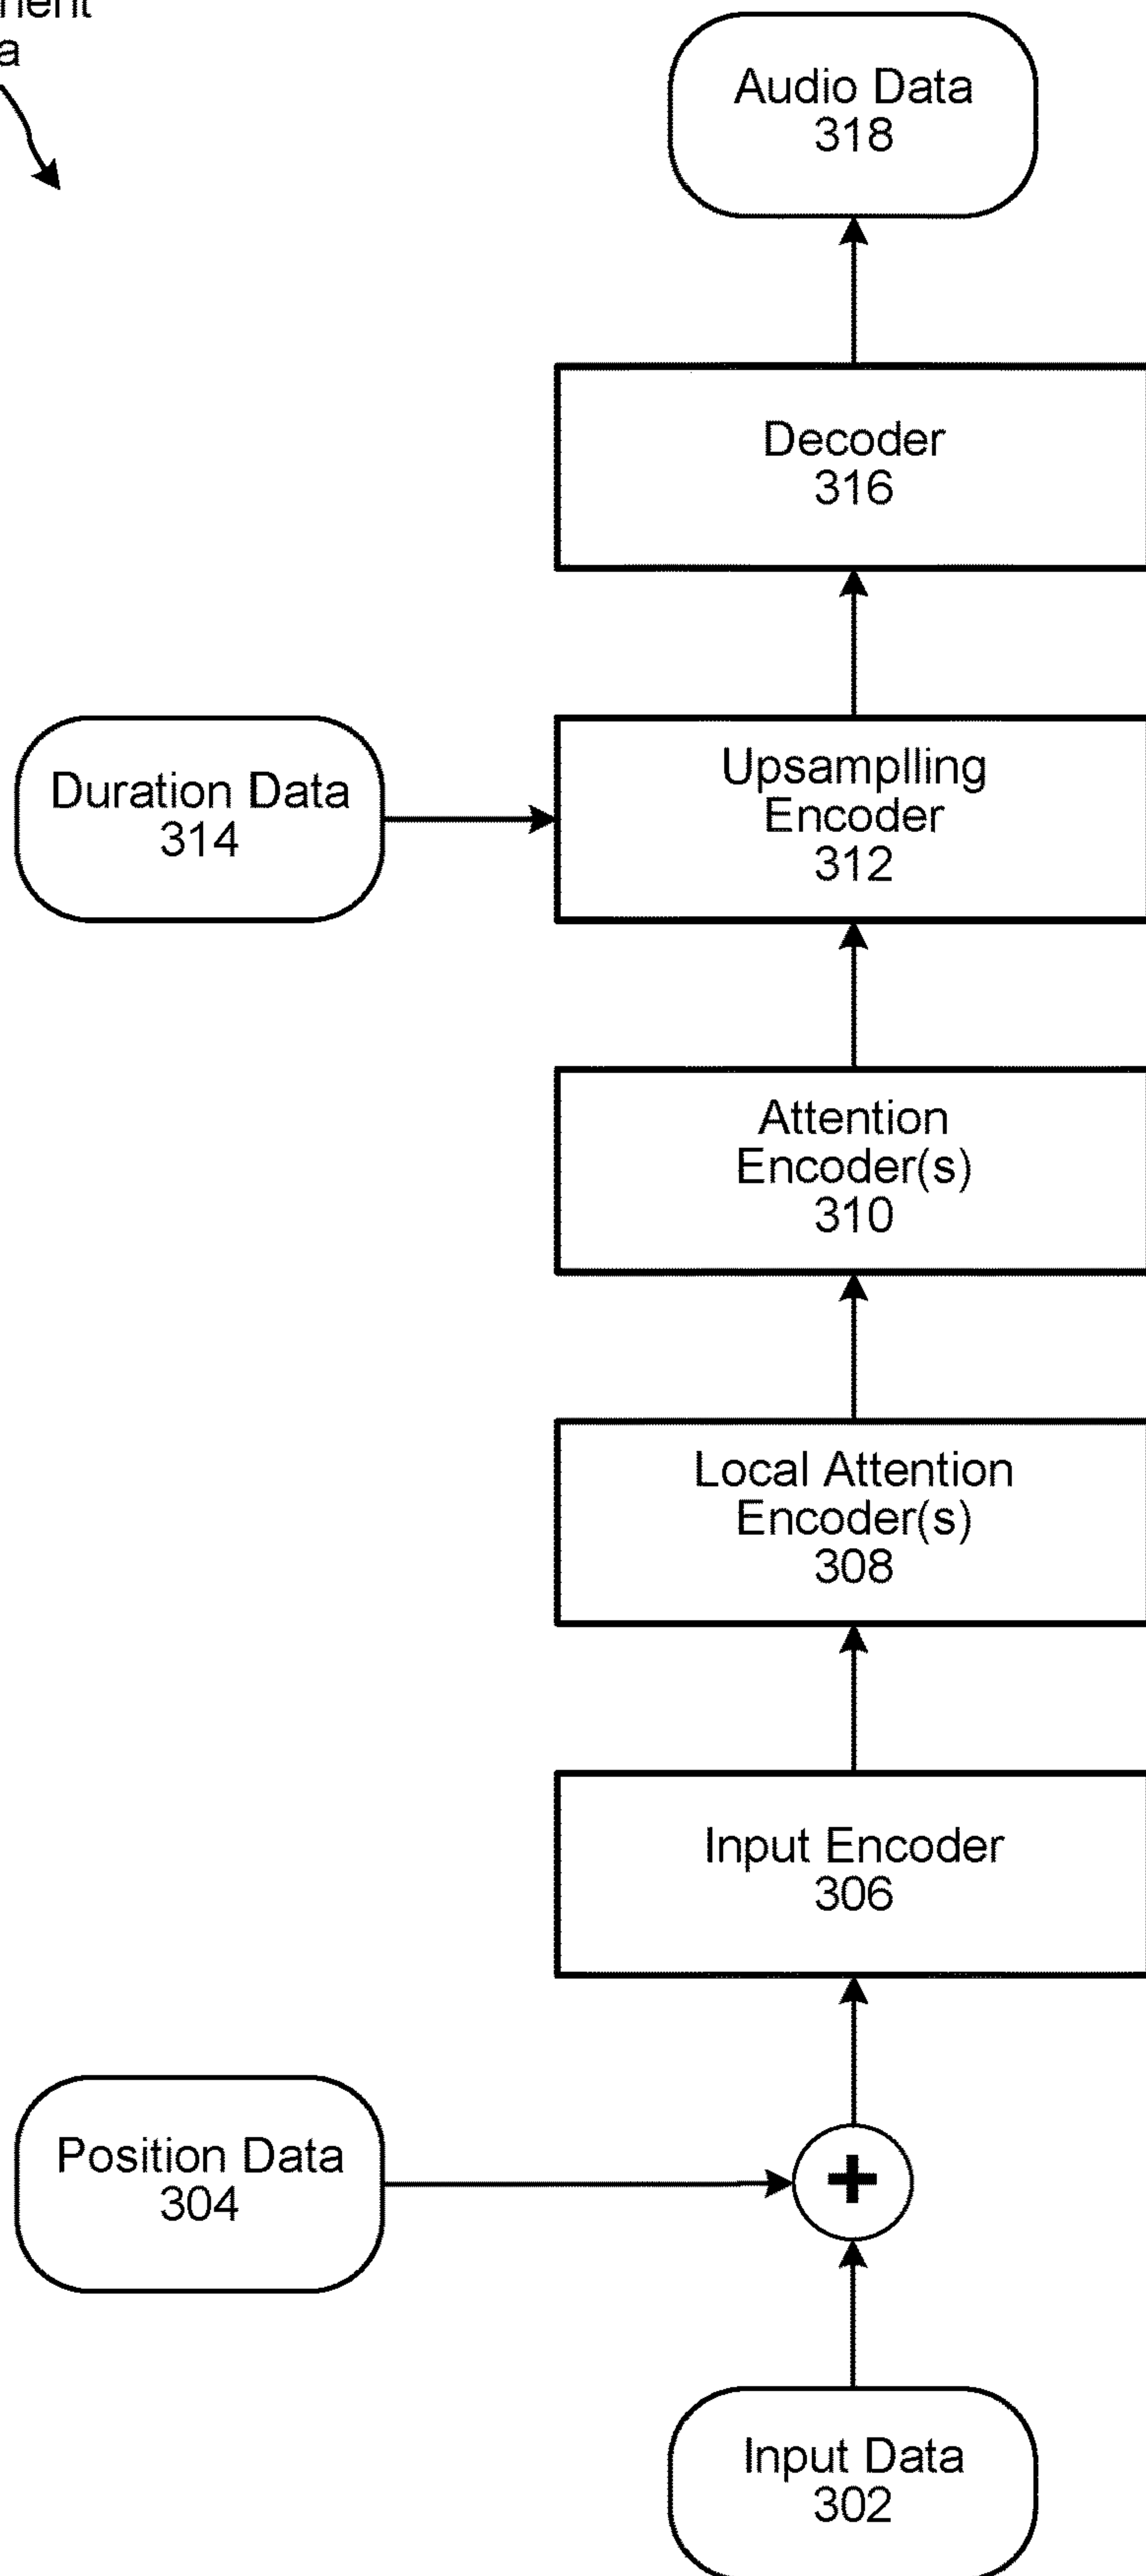 Audio Data
318
Decoder
316
Duration Data
314
Upsamplling
Encoder
312
Attention
Encoder(s)
310
Local Attention
Encoder(s)
308
Input Encoder
306
Position Data
304
+
Input Data
302